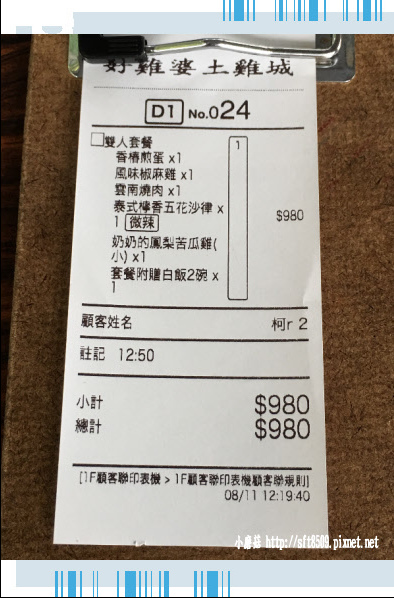 好雞婆土雞城
D1 No.024
雙人套餐 1
香椿煎蛋 x1
風味椒麻雞 x1
雲南燒肉 x1
泰式檸香五花沙律 x
1 微辣 $980
奶奶的鳳梨苦瓜雞(
小) x1
套餐附贈白飯2碗 x
1
顧客姓名 柯r 2
註記 12:50
小計 $980
總計 $980
[1F顧客聯印表機 > 1F顧客聯印表機顧客聯規則]
08/11 12:19:40
小蘑菇 http://sft8509.pixnet.net